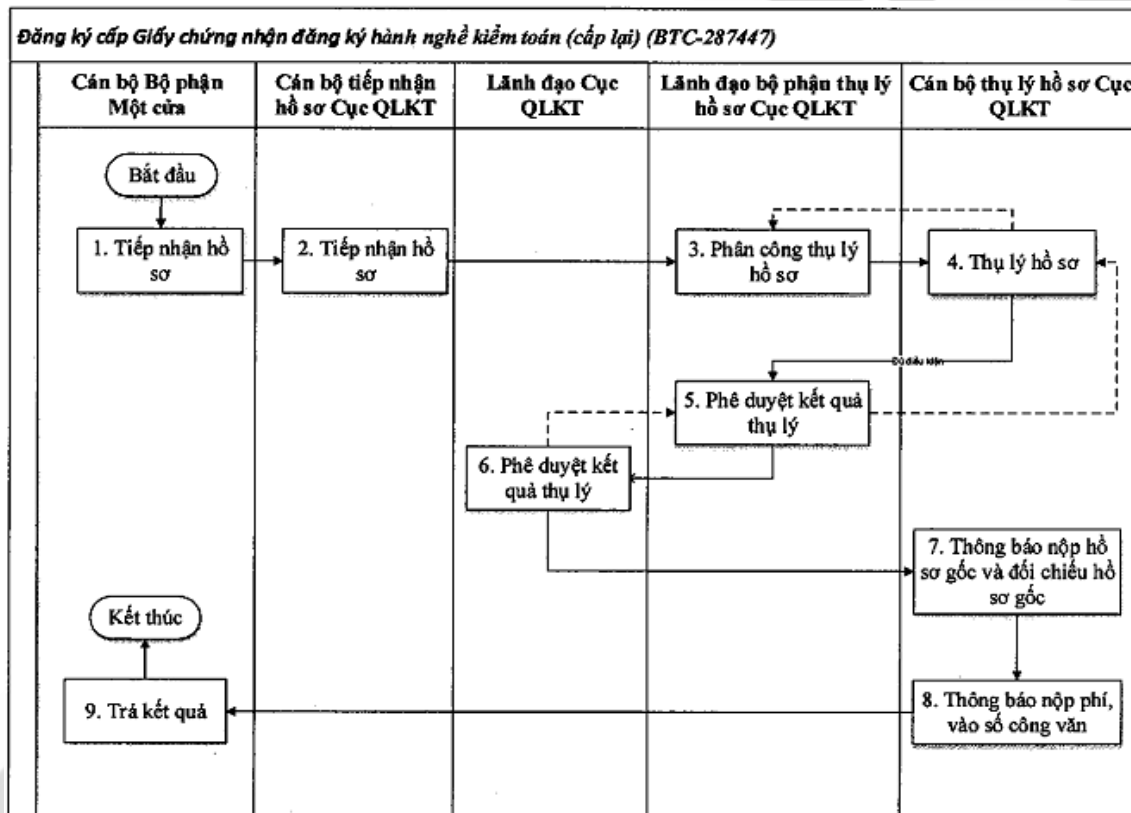 Đăng ký cấp Giấy chứng nhận đăng ký hành nghề kiểm toán (cấp lại) (BTC-287447)
Cán bộ Bộ phận
Một cửa
Cán bộ tiếp nhận
hồ sơ Cục QLKT
Lãnh đạo Cục
QLKT
Lãnh đạo bộ phận thụ lý
hồ sơ Cục QLKT
Cán bộ thụ lý hồ sơ Cục
QLKT
Bắt đầu
1. Tiếp nhận hồ
sơ
2. Tiếp nhận hồ
sơ
3. Phân công thụ lý
hồ sơ
4. Thụ lý hồ sơ
Đủ điều kiện
5. Phê duyệt kết quả
thụ lý
6. Phê duyệt kết
quả thụ lý
7. Thông báo nộp hồ
sơ gốc và đối chiếu hồ
sơ gốc
Kết thúc
8. Thông báo nộp phí,
vào số công văn
9. Trả kết quả